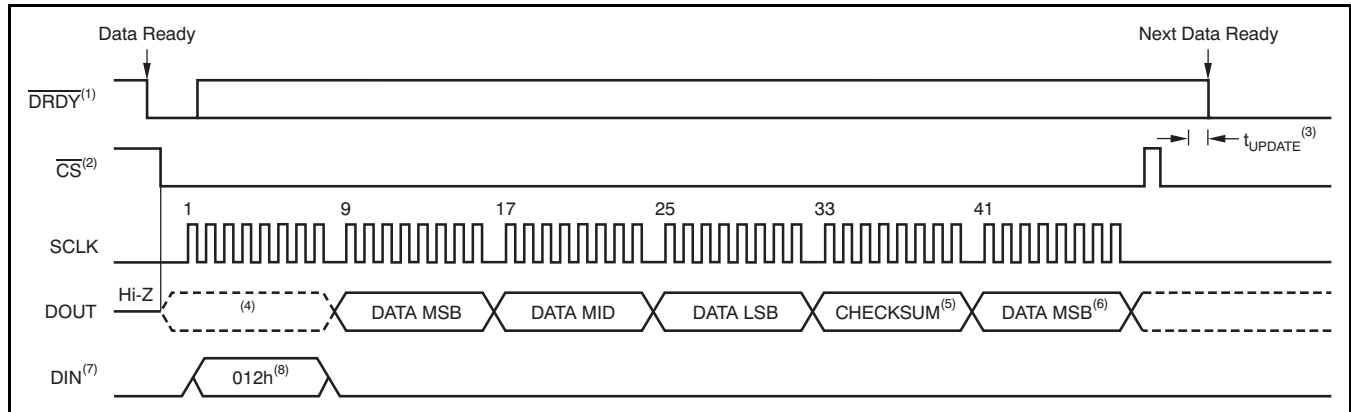 Data Ready
Next Data Ready
DRDY(1)
tUPDATE(3)
CS(2)
1 9 17 25 33 41
SCLK
Hi-Z
DOUT (4) DATA MSB DATA MID DATA LSB CHECKSUM(5) DATA MSB(6)
DIN(7) 012h(8)